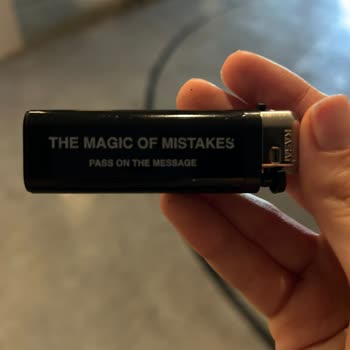 THE MAGIC OF MISTAKES
PASS ON THE MESSAGE